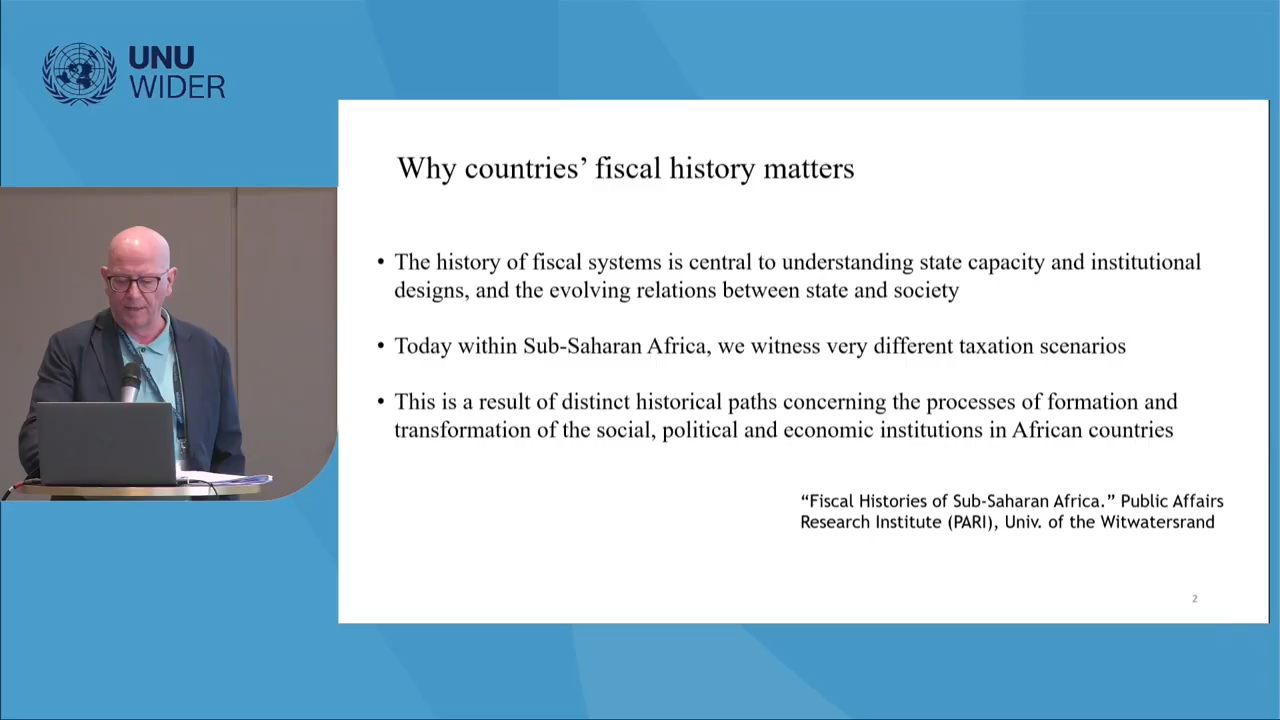 UNU
WIDER
Why countries’ fiscal history matters
• The history of fiscal systems is central to understanding state capacity and institutional
designs, and the evolving relations between state and society
• Today within Sub-Saharan Africa, we witness very different taxation scenarios
• This is a result of distinct historical paths concerning the processes of formation and
transformation of the social, political and economic institutions in African countries
“Fiscal Histories of Sub-Saharan Africa.” Public Affairs
Research Institute (PARI), Univ. of the Witwatersrand
2